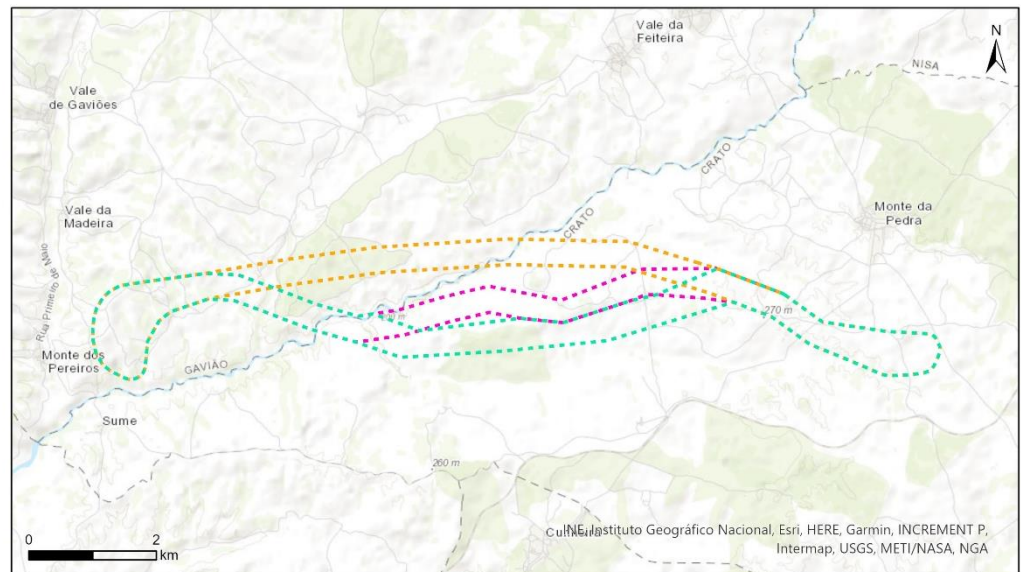 Vale da
Feiteira
N
NISA
Vale
de Gaviões
CRATO
Vale da
Madeira
Monte da
Pedra
CRATO
Rua Primeiro de Maio
270 m
Monte dos
Pereiros
GAVIÃO
Sume
260 m
INE, Instituto Geográfico Nacional, Esri, HERE, Garmin, INCREMENT P,
Intermap, USGS, METI/NASA, NGA
0 2
km